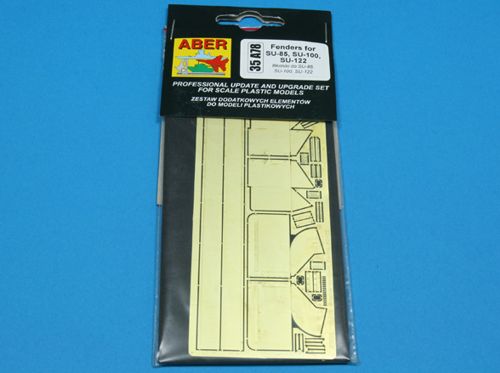 ABER
35 A78
Fenders for
SU-85, SU-100,
SU-122
Błotniki do SU-85
SU-100, SU-122
PROFESSIONAL UPDATE AND UPGRADE SET
FOR SCALE PLASTIC MODELS
ZESTAW DODATKOWYCH ELEMENTÓW
DO MODELI PLASTIKOWYCH